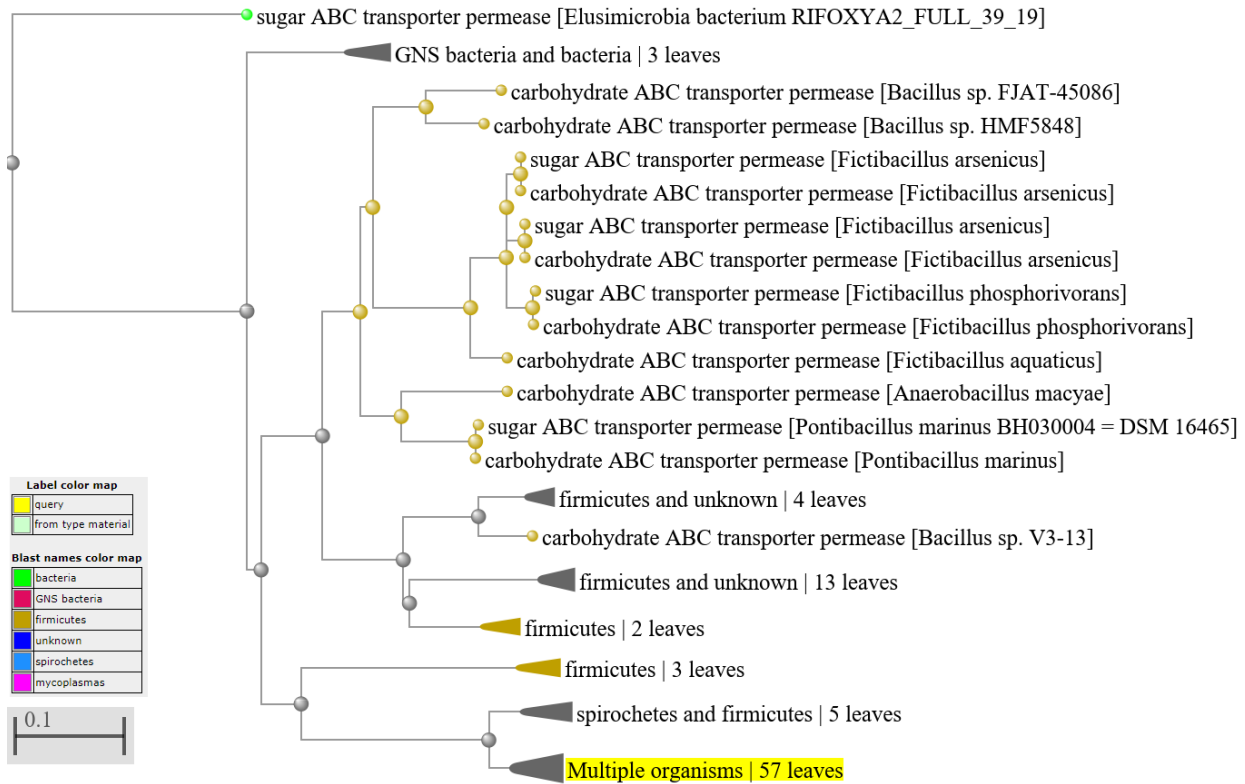 sugar ABC transporter permease [Elusimicrobia bacterium RIFOXYA2_FULL_39_19]
GNS bacteria and bacteria | 3 leaves
carbohydrate ABC transporter permease [Bacillus sp. FJAT-45086]
carbohydrate ABC transporter permease [Bacillus sp. HMF5848]
sugar ABC transporter permease [Fictibacillus arsenicus]
carbohydrate ABC transporter permease [Fictibacillus arsenicus]
sugar ABC transporter permease [Fictibacillus arsenicus]
carbohydrate ABC transporter permease [Fictibacillus arsenicus]
sugar ABC transporter permease [Fictibacillus phosphorivorans]
carbohydrate ABC transporter permease [Fictibacillus phosphorivorans]
carbohydrate ABC transporter permease [Fictibacillus aquaticus]
carbohydrate ABC transporter permease [Anaerobacillus macyae]
sugar ABC transporter permease [Pontibacillus marinus BH030004 = DSM 16465]
carbohydrate ABC transporter permease [Pontibacillus marinus]
firmicutes and unknown | 4 leaves
carbohydrate ABC transporter permease [Bacillus sp. V3-13]
firmicutes and unknown | 13 leaves
firmicutes | 2 leaves
firmicutes | 3 leaves
spirochetes and firmicutes | 5 leaves
Multiple organisms | 57 leaves
Label color map
query
from type material
Blast names color map
bacteria
GNS bacteria
firmicutes
unknown
spirochetes
mycoplasmas
0.1